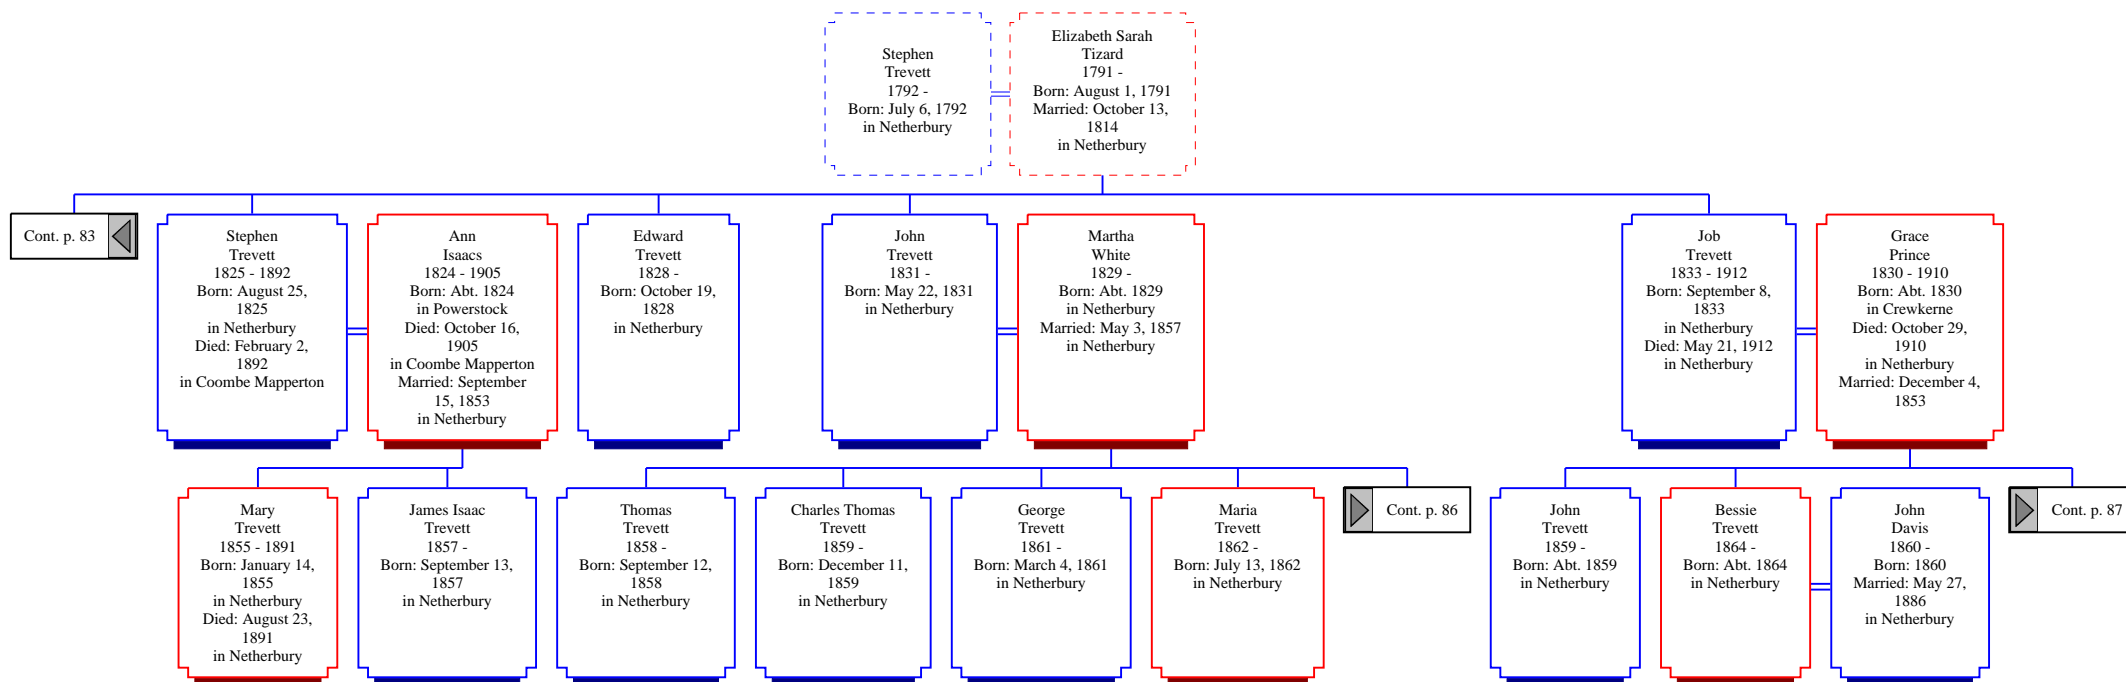 Stephen
Trevett
1792 -
Born: July 6, 1792
in Netherbury
Elizabeth Sarah
Tizard
1791 -
Born: August 1, 1791
Married: October 13,
1814
in Netherbury
Cont. p. 83
Stephen
Trevett
1825 - 1892
Born: August 25,
1825
in Netherbury
Died: February 2,
1892
in Coombe Mapperton
Ann
Isaacs
1824 - 1905
Born: Abt. 1824
in Powerstock
Died: October 16,
1905
in Coombe Mapperton
Married: September
15, 1853
in Netherbury
Edward
Trevett
1828 -
Born: October 19,
1828
in Netherbury
John
Trevett
1831 -
Born: May 22, 1831
in Netherbury
Martha
White
1829 -
Born: Abt. 1829
in Netherbury
Married: May 3, 1857
in Netherbury
Job
Trevett
1833 - 1912
Born: September 8,
1833
in Netherbury
Died: May 21, 1912
in Netherbury
Grace
Prince
1830 - 1910
Born: Abt. 1830
in Crewkerne
Died: October 29,
1910
in Netherbury
Married: December 4,
1853
Mary
Trevett
1855 - 1891
Born: January 14,
1855
in Netherbury
Died: August 23,
1891
in Netherbury
James Isaac
Trevett
1857 -
Born: September 13,
1857
in Netherbury
Thomas
Trevett
1858 -
Born: September 12,
1858
in Netherbury
Charles Thomas
Trevett
1859 -
Born: December 11,
1859
in Netherbury
George
Trevett
1861 -
Born: March 4, 1861
in Netherbury
Maria
Trevett
1862 -
Born: July 13, 1862
in Netherbury
Cont. p. 86
John
Trevett
1859 -
Born: Abt. 1859
in Netherbury
Bessie
Trevett
1864 -
Born: Abt. 1864
in Netherbury
John
Davis
1860 -
Born: 1860
Married: May 27,
1886
in Netherbury
Cont. p. 87